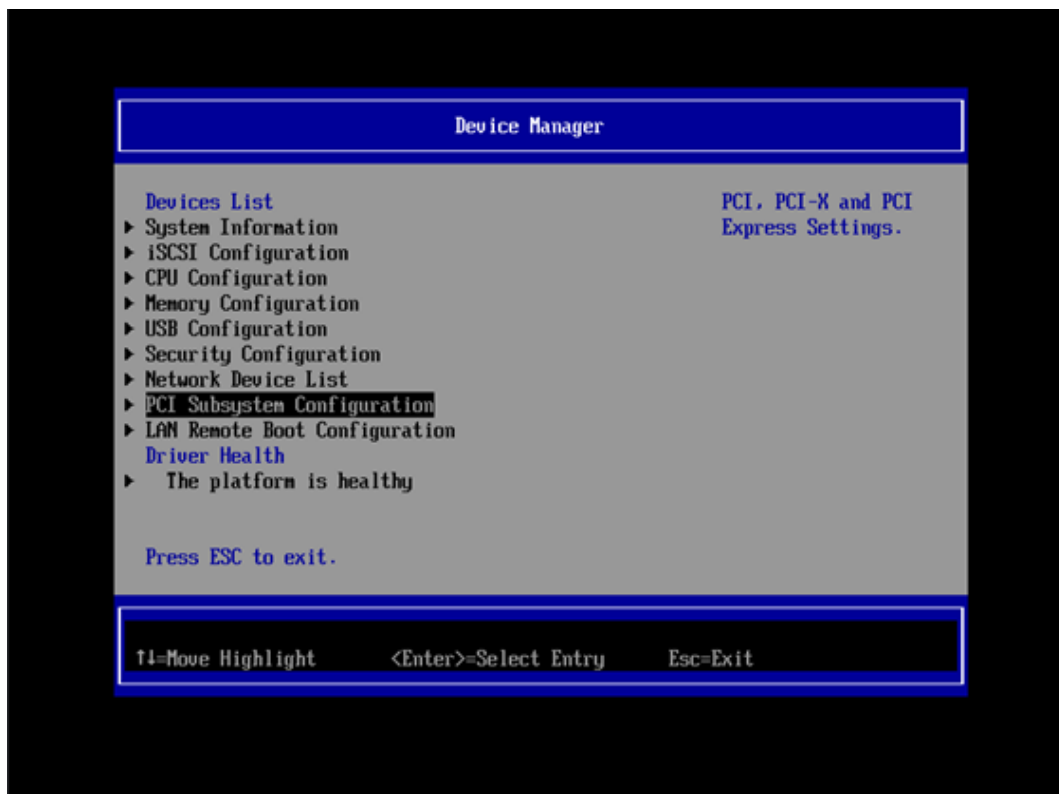 Device Manager
Devices List
PCI, PCI-X and PCI
▶ System Information
Express Settings.
▶ iSCSI Configuration
▶ CPU Configuration
▶ Memory Configuration
▶ USB Configuration
▶ Security Configuration
▶ Network Device List
▶ PCI Subsystem Configuration
▶ LAN Remote Boot Configuration
Driver Health
▶ The platform is healthy
Press ESC to exit.
↑↓=Move Highlight <Enter>=Select Entry Esc=Exit